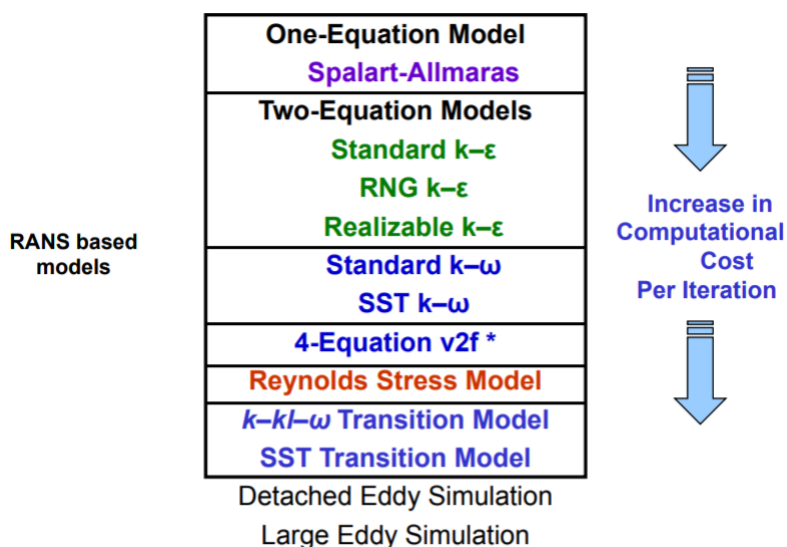 One-Equation Model
Spalart-Allmaras
Two-Equation Models
Standard k–ε
RNG k–ε
Realizable k–ε
RANS based
models
Standard k–ω
SST k–ω
4-Equation v2f *
Reynolds Stress Model
k–kl–ω Transition Model
SST Transition Model
Detached Eddy Simulation
Large Eddy Simulation
Increase in
Computational
Cost
Per Iteration